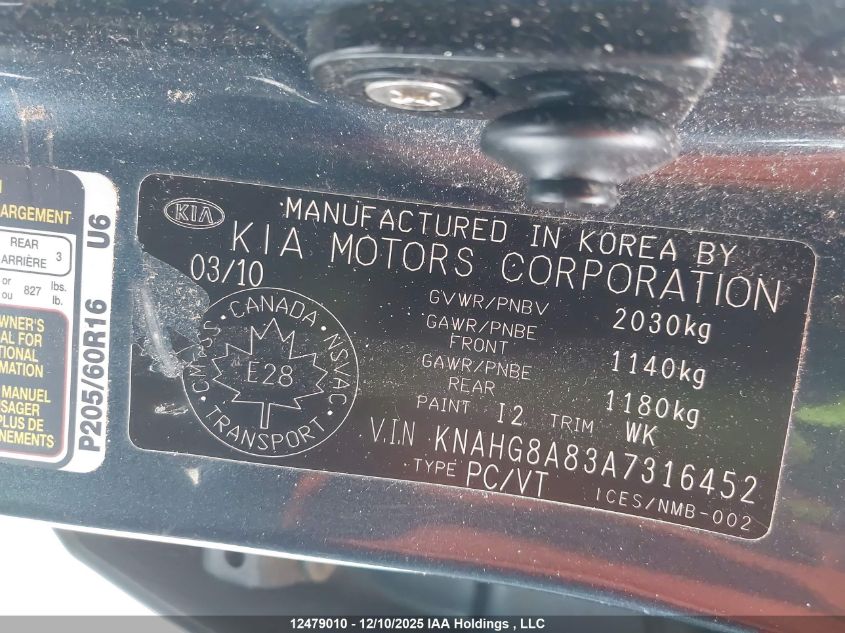 ARGEMENT
REAR
ARRIÈRE 3
or 827 lbs.
ou lb.
WNER'S
AL FOR
TIONAL
RMATION
MANUEL
SAGER
PLUS DE
NEMENTS
P205/60R16 U6
KIA
MANUFACTURED IN KOREA BY
KIA MOTORS CORPORATION
03/10
CANADA
CMVSS NSVAC
E28
TRANSPORT
GVWR/PNBV 2030kg
GAWR/PNBE
FRONT 1140kg
GAWR/PNBE
REAR 1180kg
PAINT I2 TRIM WK
V.I.N KNAHG8A83A7316452
TYPE PC/VT ICES/NMB-002
12479010 - 12/10/2025 IAA Holdings , LLC